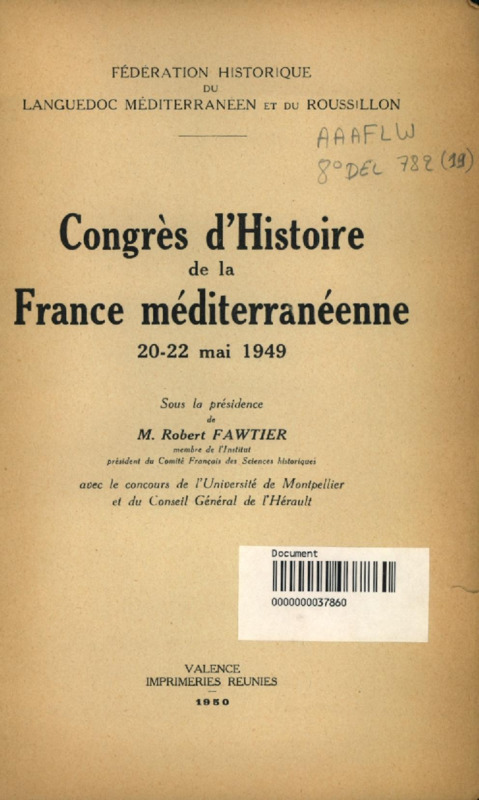 FÉDÉRATION HISTORIQUE
DU
LANGUEDOC MÉDITERRANÉEN ET DU ROUSSILLON
AAAFLW
8° DEL 782 (19)
Congrès d'Histoire
de la
France méditerranéenne
20-22 mai 1949
Sous la présidence
de
M. Robert FAWTIER
membre de l'Institut
président du Comité Français des Sciences historiques
avec le concours de l'Université de Montpellier
et du Conseil Général de l'Hérault
Document
0000000037860
VALENCE
IMPRIMERIES REUNIES
1950